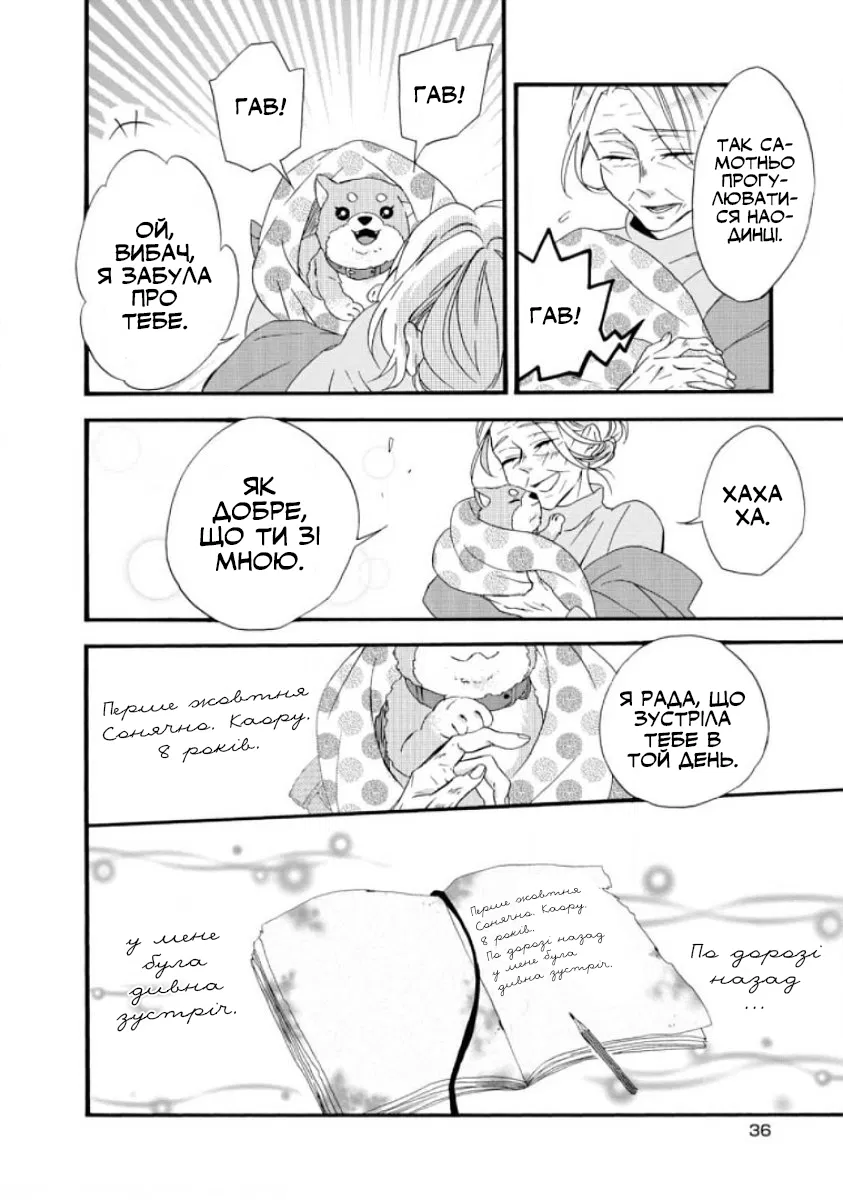 ТАК СА-
МОТНЬО
ПРОГУ-
ЛЮВАТИ-
СЯ НАО-
ДИНЦІ.
ГАВ!
ГАВ!
ГАВ!
ОЙ,
ВИБАЧ,
Я ЗАБУЛА
ПРО
ТЕБЕ.
ХАХА
ХА.
ЯК
ДОБРЕ,
ЩО ТИ ЗІ
МНОЮ.
Я РАДА, ЩО
ЗУСТРІЛА
ТЕБЕ В
ТОЙ ДЕНЬ.
Перше жовтня
Сонячно. Каору.
8 років.
По дорозі
назад
...
Перше жовтня
Сонячно. Каору.
8 років.
По дорозі назад
у мене була
дивна зустріч.
у мене
була
дивна
зустріч.
36